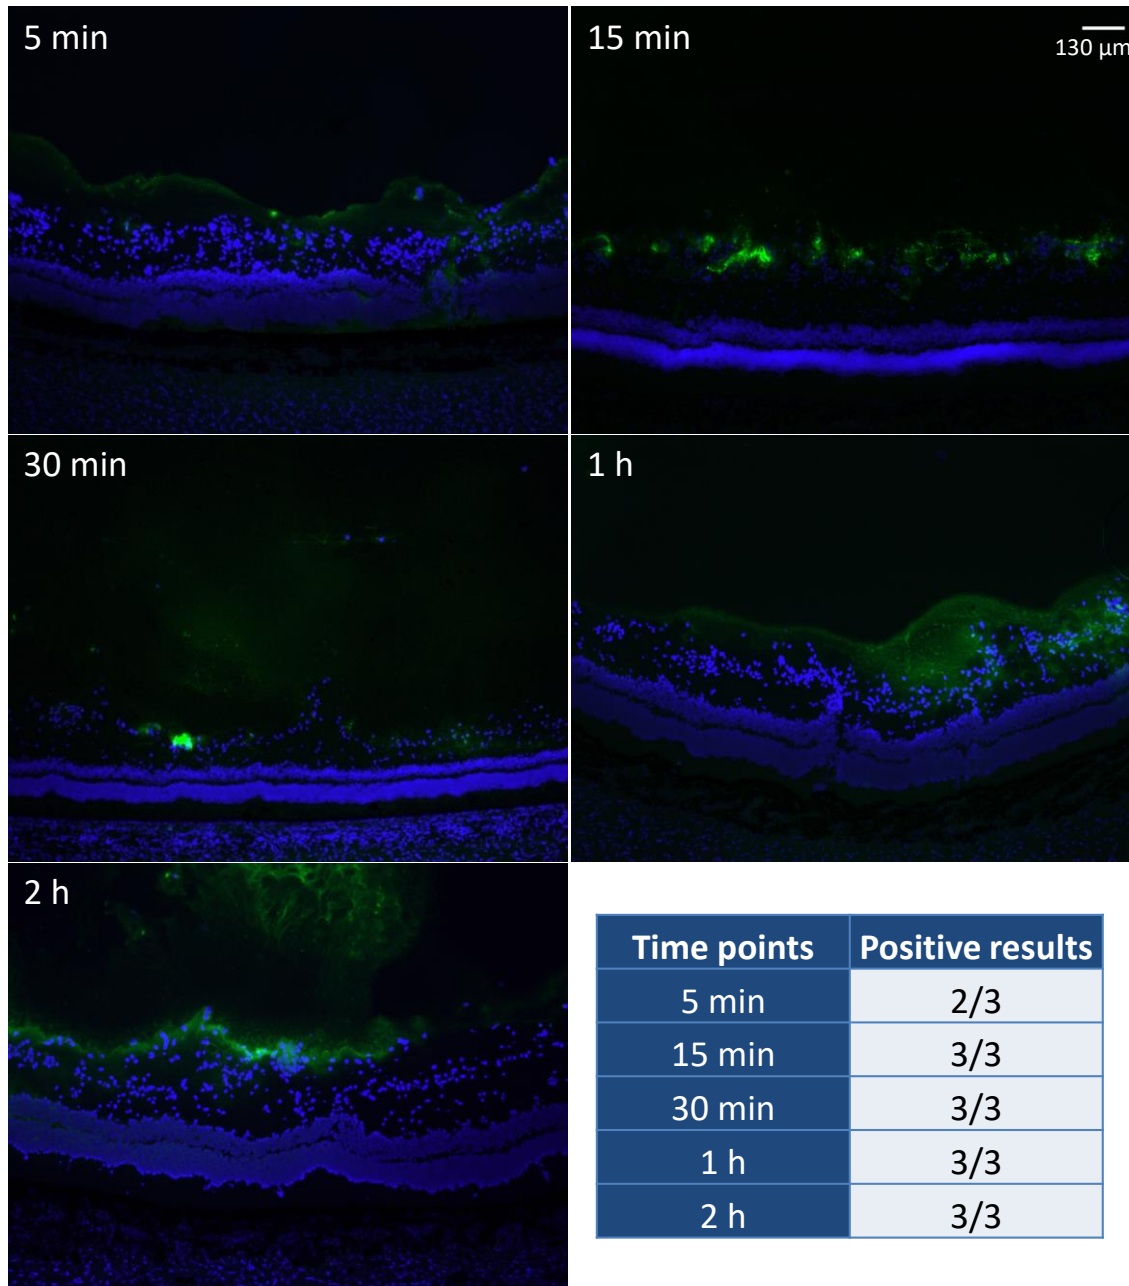 5 min
15 min
130 µm
30 min
1 h
2 h
Time points Positive results
5 min 2/3
15 min 3/3
30 min 3/3
1 h 3/3
2 h 3/3